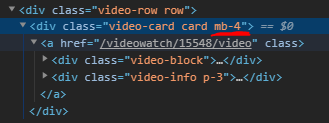 ▼<div class="video-row row">
▼<div class="video-card card mb-4"> == $0
▼<a href="/videowatch/15548/video" class>
▶<div class="video-block">…</div>
▶<div class="video-info p-3">…</div>
</a>
</div>